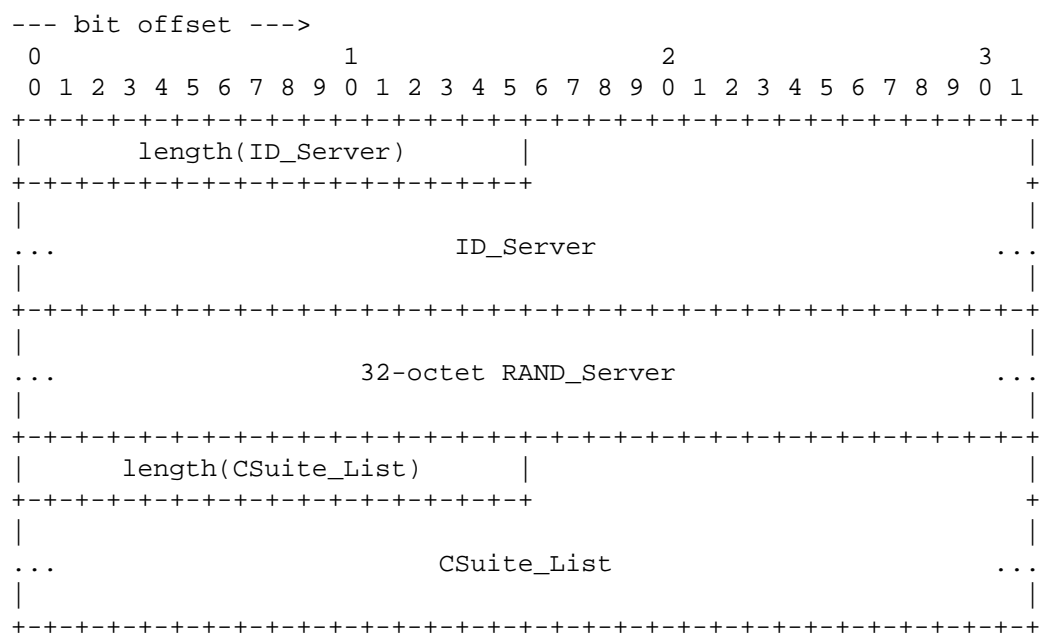 --- bit offset --->
 0                   1                   2                   3
 0 1 2 3 4 5 6 7 8 9 0 1 2 3 4 5 6 7 8 9 0 1 2 3 4 5 6 7 8 9 0 1
+-+-+-+-+-+-+-+-+-+-+-+-+-+-+-+-+-+-+-+-+-+-+-+-+-+-+-+-+-+-+-+-+
|       length(ID_Server)       |                               |
+-+-+-+-+-+-+-+-+-+-+-+-+-+-+-+-+                               +
|                                                               |
...                         ID_Server                         ...
|                                                               |
+-+-+-+-+-+-+-+-+-+-+-+-+-+-+-+-+-+-+-+-+-+-+-+-+-+-+-+-+-+-+-+-+
|                                                               |
...                   32-octet RAND_Server                    ...
|                                                               |
+-+-+-+-+-+-+-+-+-+-+-+-+-+-+-+-+-+-+-+-+-+-+-+-+-+-+-+-+-+-+-+-+
|      length(CSuite_List)      |                               |
+-+-+-+-+-+-+-+-+-+-+-+-+-+-+-+-+                               +
|                                                               |
...                        CSuite_List                        ...
|                                                               |
+-+-+-+-+-+-+-+-+-+-+-+-+-+-+-+-+-+-+-+-+-+-+-+-+-+-+-+-+-+-+-+-+